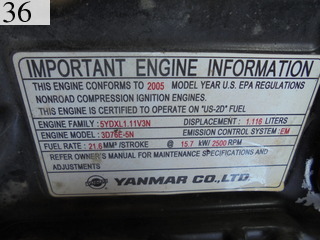 36
IMPORTANT ENGINE INFORMATION
THIS ENGINE CONFORMS TO 2005 MODEL YEAR U.S. EPA REGULATIONS
NONROAD COMPRESSION IGNITION ENGINES.
THIS ENGINE IS CERTIFIED TO OPERATE ON "US-2D" FUEL
ENGINE FAMILY : 5YDXL1.11V3N DISPLACEMENT : 1.116 LITERS
ENGINE MODEL : 3D76E-5N EMISSION CONTROL SYSTEM : EM
FUEL RATE : 21.6 MM³/STROKE @ 15.7 kW/ 2500 RPM
REFER OWNER'S MANUAL FOR MAINTENANCE SPECIFICATIONS AND
ADJUSTMENTS
YANMAR CO.,LTD.